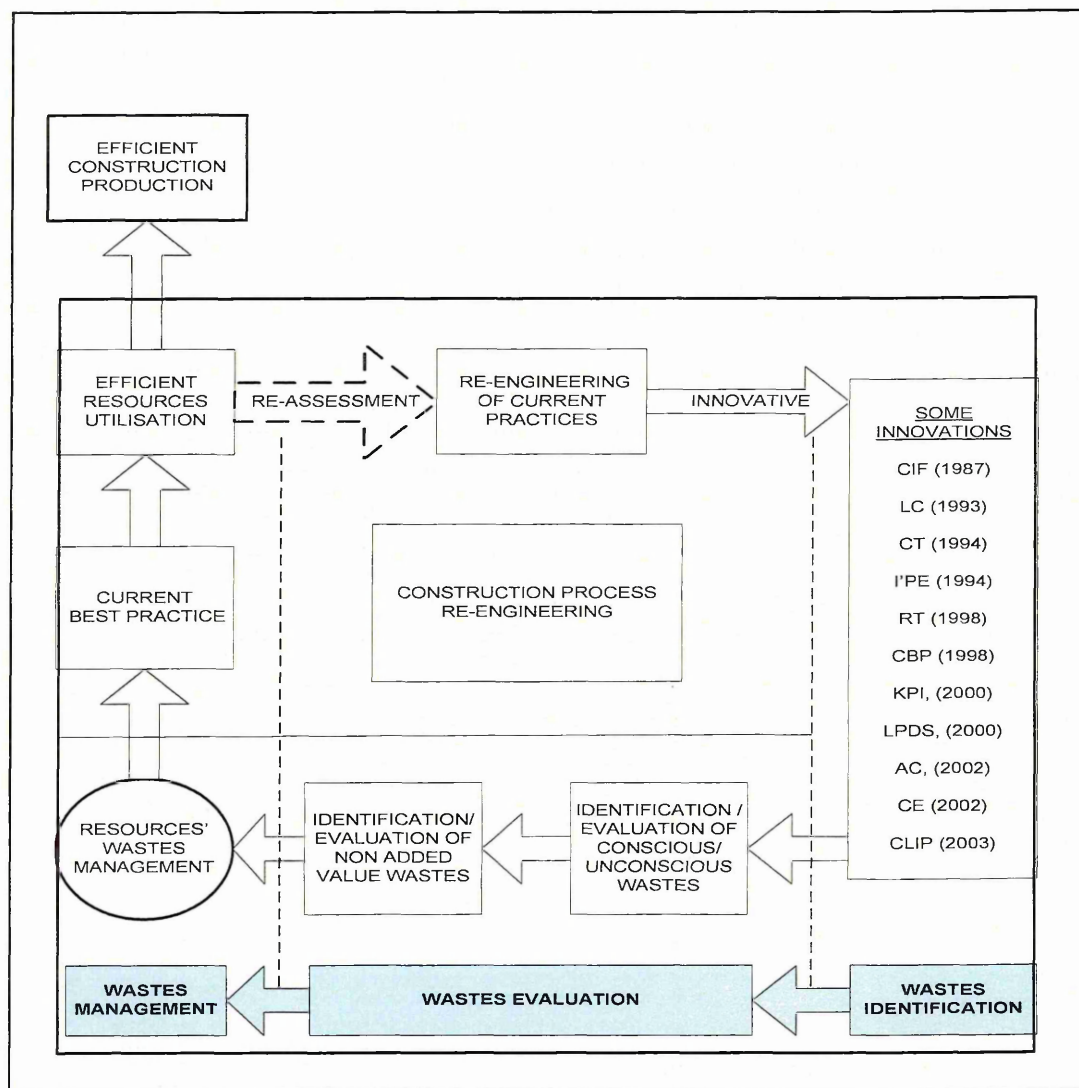 EFFICIENT
CONSTRUCTION
PRODUCTION
EFFICIENT
RESOURCES
UTILISATION
RE-ASSESSMENT
RE-ENGINEERING
OF CURRENT
PRACTICES
INNOVATIVE
SOME
INNOVATIONS
CIF (1987)
LC (1993)
CT (1994)
I'PE (1994)
RT (1998)
CBP (1998)
KPI, (2000)
LPDS, (2000)
AC, (2002)
CE (2002)
CLIP (2003)
CURRENT
BEST PRACTICE
CONSTRUCTION PROCESS
RE-ENGINEERING
RESOURCES'
WASTES
MANAGEMENT
IDENTIFICATION/
EVALUATION OF
NON ADDED
VALUE WASTES
IDENTIFICATION /
EVALUATION OF
CONSCIOUS/
UNCONSCIOUS
WASTES
WASTES
MANAGEMENT
WASTES EVALUATION
WASTES
IDENTIFICATION